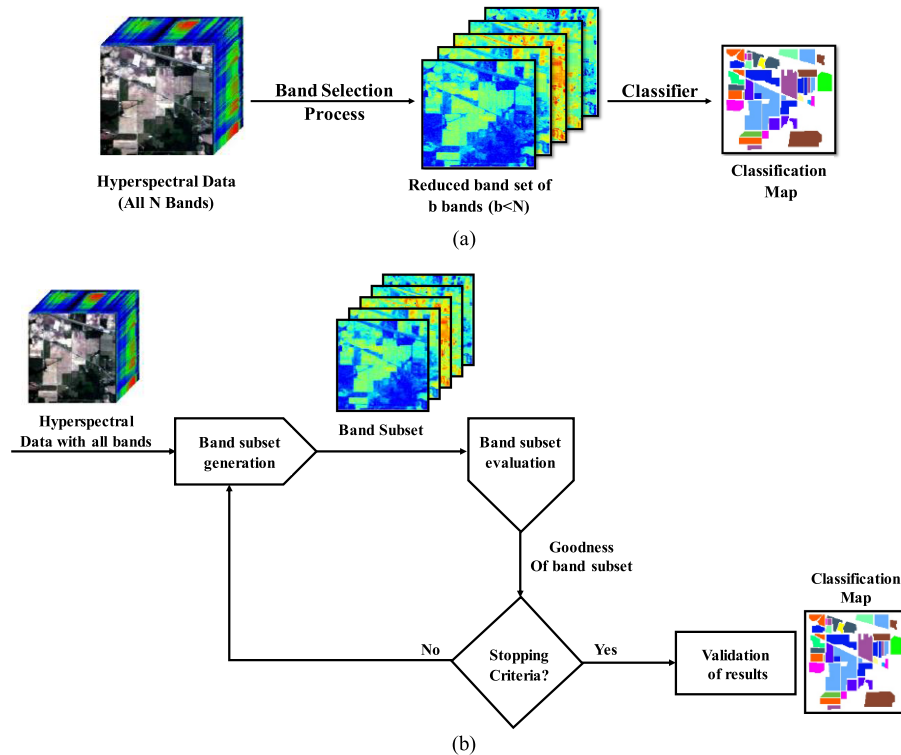 Band Selection
Process
Classifier
Hyperspectral Data
(All N Bands)
Reduced band set of
b bands (b<N)
Classification
Map
(a)
Hyperspectral
Data with all bands
Band subset
generation
Band Subset
Band subset
evaluation
Goodness
Of band subset
Stopping
Criteria?
No
Yes
Validation
of results
Classification
Map
(b)